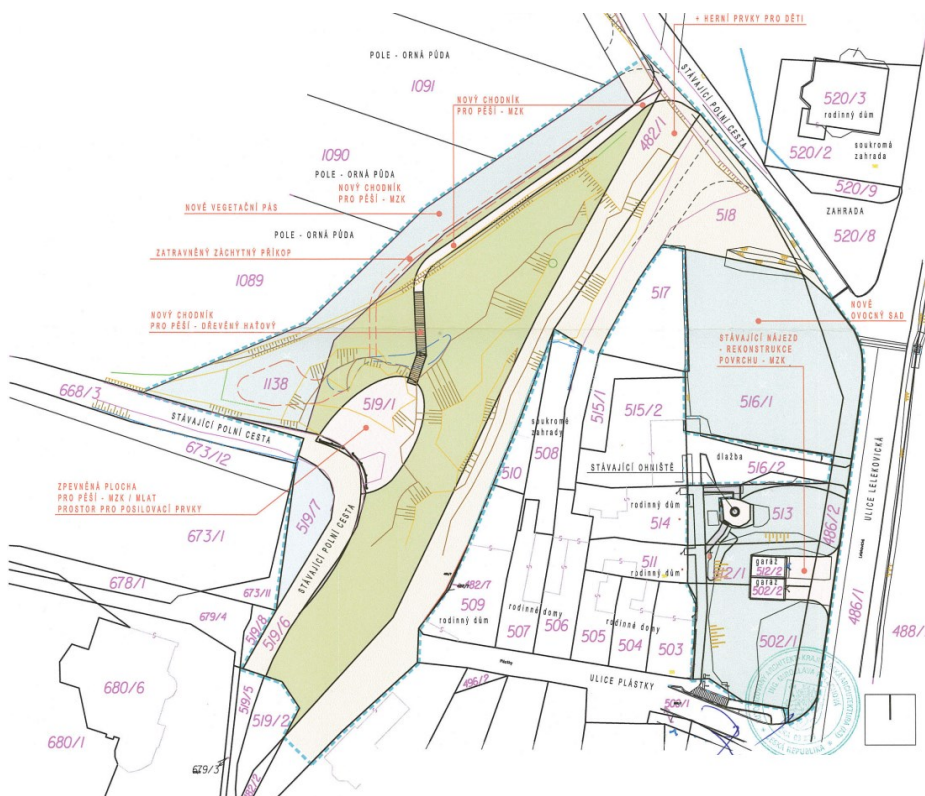 + HERNÍ PRVKY PRO DĚTI
POLE - ORNÁ PŮDA
1091
STÁVAJÍCÍ POLNÍ CESTA
520/3
rodinný dům
NOVÝ CHODNÍK
PRO PĚŠÍ - MZK
482/1
520/2
soukromá
zahrada
1090
POLE - ORNÁ PŮDA
NOVÝ CHODNÍK
PRO PĚŠÍ - MZK
520/9
NOVÉ VEGETAČNÍ PÁS
518
ZAHRADA
POLE - ORNÁ PŮDA
520/8
ZATRAVNĚNÝ ZÁCHYTNÝ PŘÍKOP
1089
517
NOVÝ CHODNÍK
PRO PĚŠÍ - DŘEVĚNÝ HAŤOVÝ
NOVĚ
OVOCNÝ SAD
STÁVAJÍCÍ NÁJEZD
- REKONSTRUKCE
POVRCHU - MZK
1138
668/3
519/1
515/1
515/2
516/1
STÁVAJÍCÍ POLNÍ CESTA
soukromé
zahrady
673/12
510
508
dlažba
STÁVAJÍCÍ OHNIŠTĚ
516/2
ULICE LELEKOVICKÁ
ZPEVNĚNÁ PLOCHA
PRO PĚŠÍ - MZK / MLAT
PROSTOR PRO POSILOVACÍ PRVKY
519/7
rodinný dům
514
513
486/2
673/1
STÁVAJÍCÍ POLNÍ CESTA
511
rodinný dům
garáž
512/2
garáž
502/2
678/1
673/11
482/7
509
rodinný dům
rodinné domy
486/1
488/
679/4
519/8
519/6
507
506
505
rodinné domy
504
503
502/1
680/6
519/5
496/2
ULICE PLÁSTKY
519/2
680/1
679/3